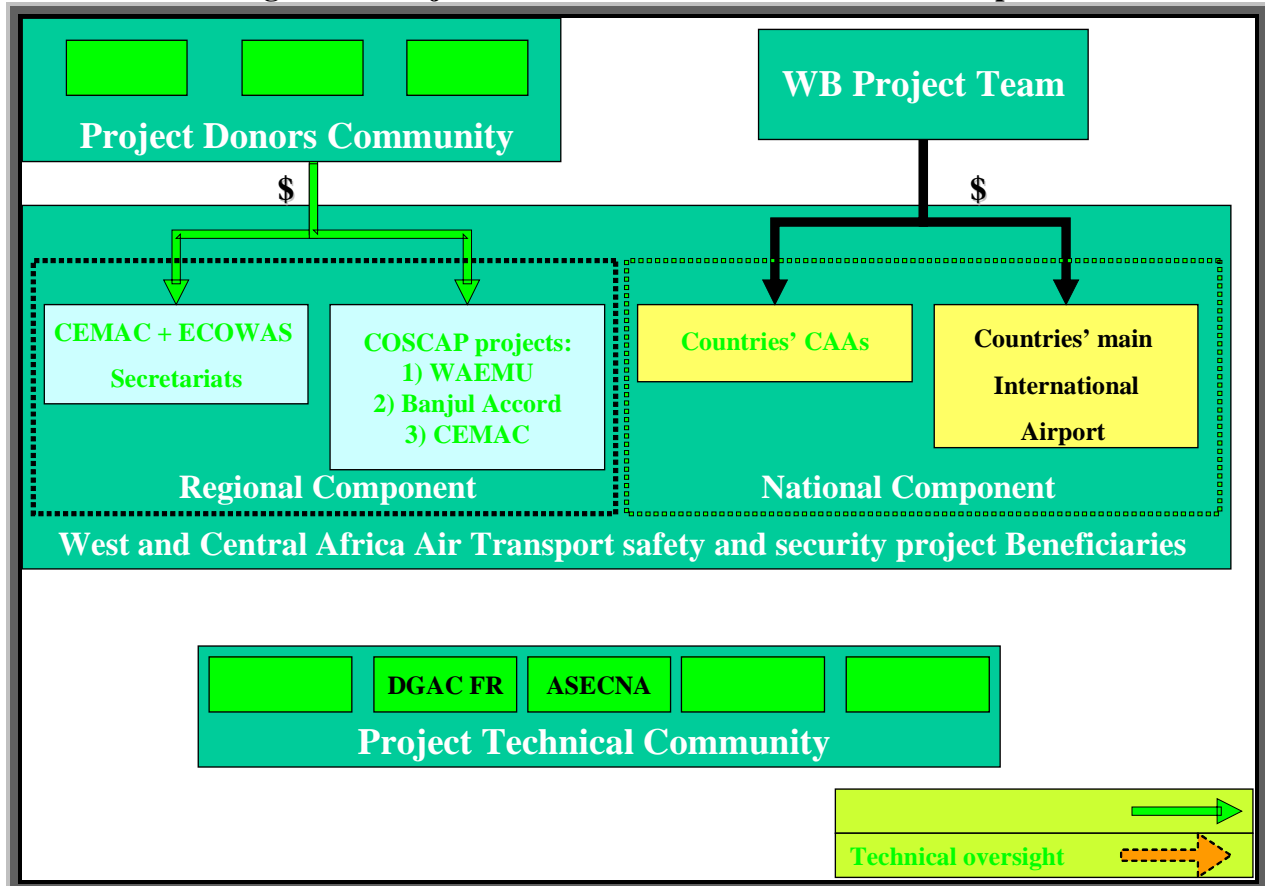 Project Donors Community
WB Project Team
$
$
CEMAC + ECOWAS
Secretariats
COSCAP projects:
1) WAEMU
2) Banjul Accord
3) CEMAC
Regional Component
Countries’ CAAs
Countries’ main
International
Airport
National Component
West and Central Africa Air Transport safety and security project Beneficiaries
DGAC FR
ASECNA
Project Technical Community
Technical oversight